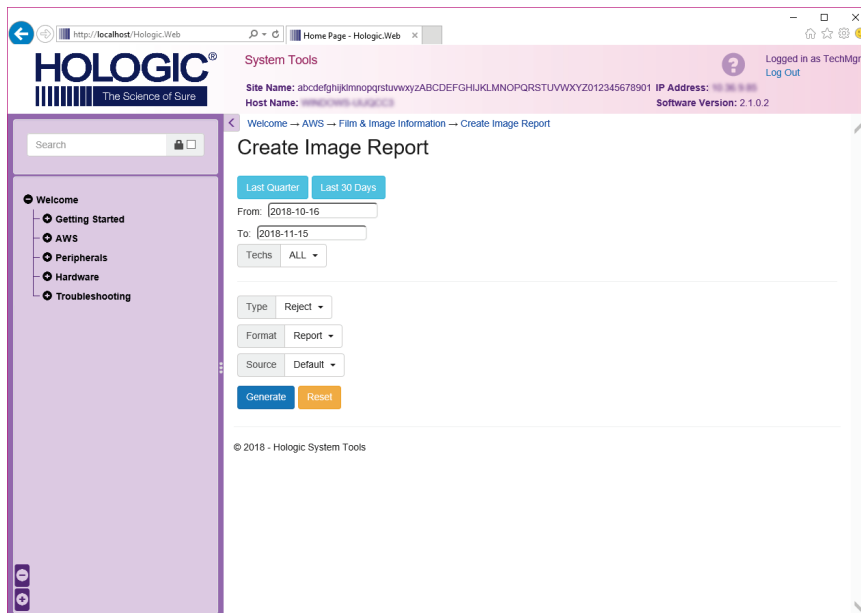 http://localhost/Hologic.Web
Home Page - Hologic.Web
HOLOGIC®
The Science of Sure
System Tools
Logged in as TechMgr
Log Out
Site Name: abcdefghijklmnopqrstuvwxyzABCDEFGHIJKLMNOPQRSTUVWXYZ012345678901 IP Address:
Host Name:
Software Version: 2.1.0.2
Search
Welcome
Getting Started
AWS
Peripherals
Hardware
Troubleshooting
Welcome → AWS → Film & Image Information → Create Image Report
Create Image Report
Last Quarter Last 30 Days
From: 2018-10-16
To: 2018-11-15
Techs ALL
Type Reject
Format Report
Source Default
Generate Reset
© 2018 - Hologic System Tools